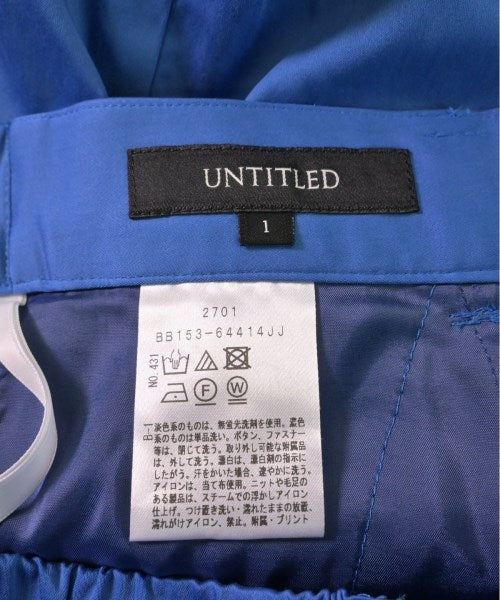 UNTITLED
1
2701
BB153-64414JJ
NO.431
B-1
淡色系のものは、無蛍光洗剤を使用。濃色
系のものは単品洗い。ボタン、ファスナー
等は、閉じて洗う。取り外し可能な附属品
は、外して洗う。漂白は、漂白剤の指示に
したがう。汗をかいた場合、速やかに洗う。
アイロンは、当て布使用。ニットや毛足の
ある製品は、スチームでの浮かしアイロン
仕上げ。つけ置き洗い・濡れたままの放置、
濡れがけアイロン、禁止。附属・プリント